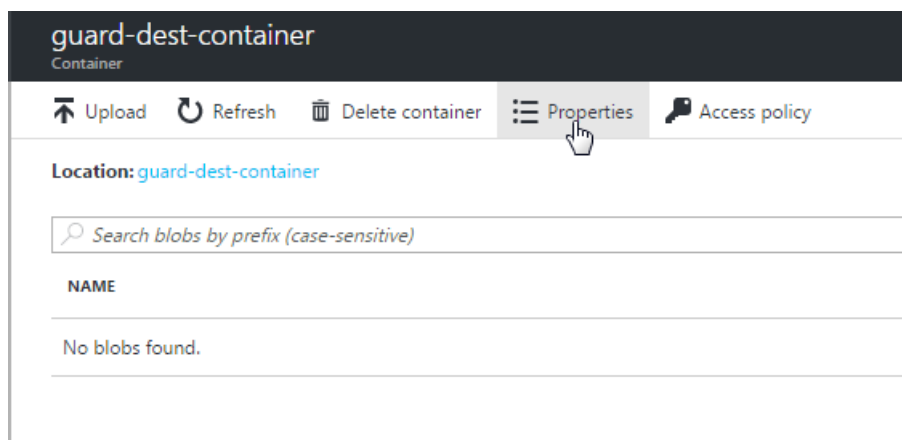 guard-dest-container
Container
Upload Refresh Delete container Properties Access policy
Location: guard-dest-container
Search blobs by prefix (case-sensitive)
NAME
No blobs found.